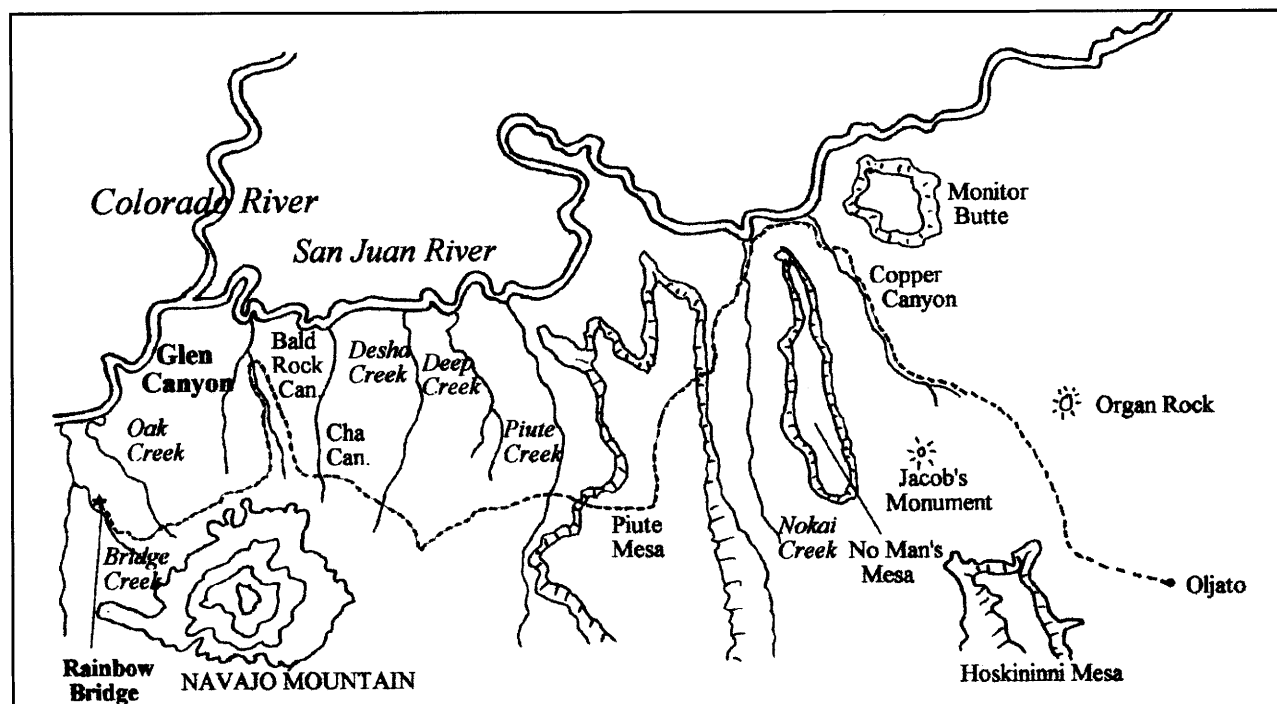 Colorado River
San Juan River
Monitor
Butte
Copper
Canyon
Glen
Canyon
Bald
Rock
Can.
Desha
Creek
Deep
Creek
Oak
Creek
Cha
Can.
Piute
Creek
Organ Rock
Jacob's
Monument
Piute
Mesa
Nokai
Creek
No Man's
Mesa
Bridge
Creek
Oljato
Rainbow
Bridge
NAVAJO MOUNTAIN
Hoskininni Mesa